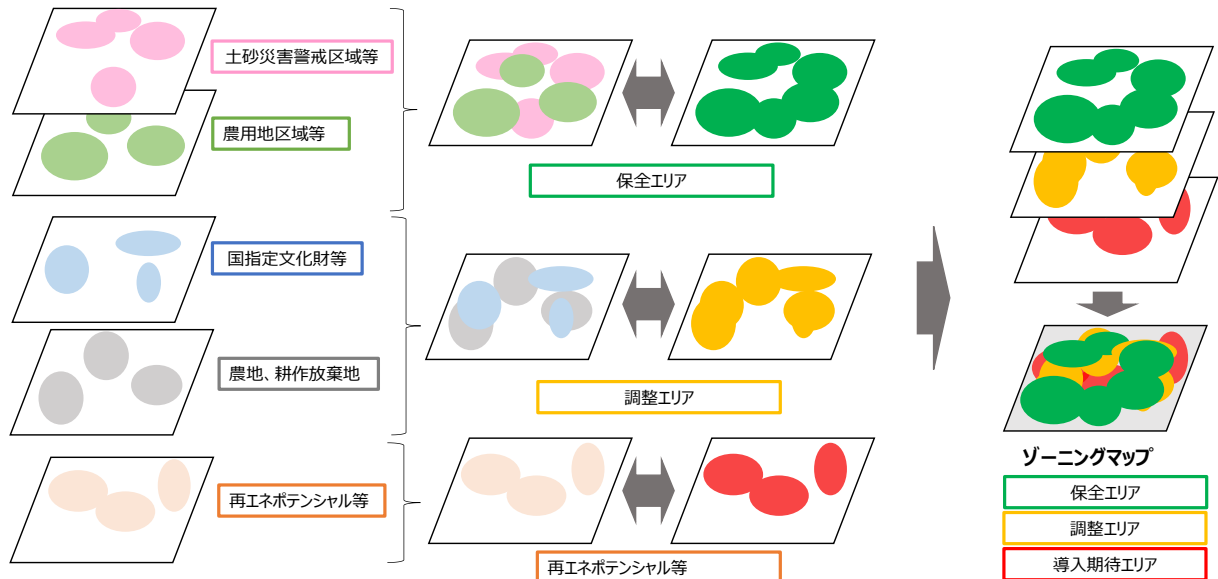 土砂災害警戒区域等
農用地区域等
保全エリア
国指定文化財等
農地、耕作放棄地
調整エリア
再エネポテンシャル等
再エネポテンシャル等
ゾーニングマップ
保全エリア
調整エリア
導入期待エリア